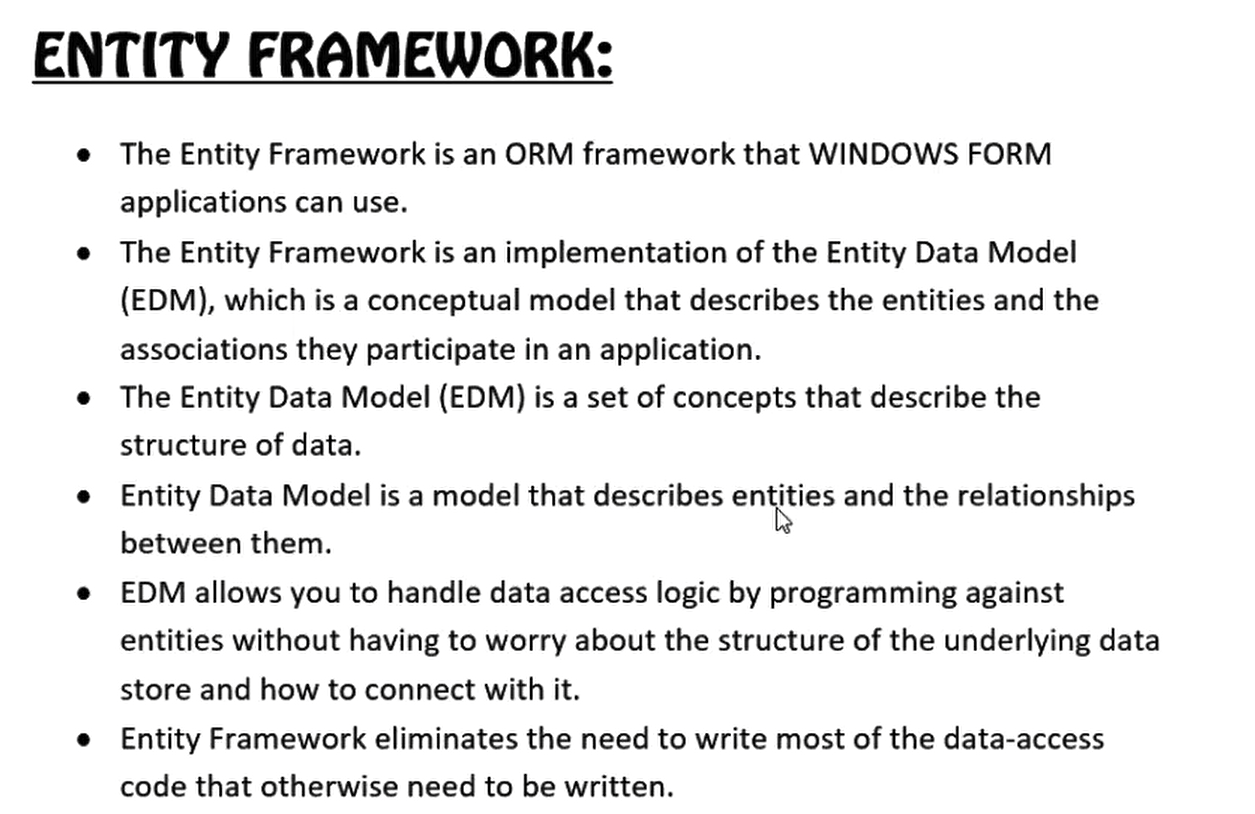 ENTITY FRAMEWORK:
• The Entity Framework is an ORM framework that WINDOWS FORM
applications can use.
• The Entity Framework is an implementation of the Entity Data Model
(EDM), which is a conceptual model that describes the entities and the
associations they participate in an application.
• The Entity Data Model (EDM) is a set of concepts that describe the
structure of data.
• Entity Data Model is a model that describes entities and the relationships
between them.
• EDM allows you to handle data access logic by programming against
entities without having to worry about the structure of the underlying data
store and how to connect with it.
• Entity Framework eliminates the need to write most of the data-access
code that otherwise need to be written.